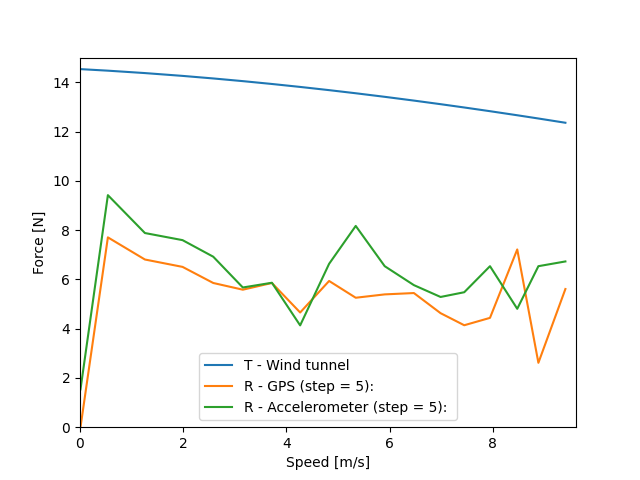 14
12
10
8
6
4
2
0
Force [N]
T - Wind tunnel
R - GPS (step = 5):
R - Accelerometer (step = 5):
0 2 4 6 8
Speed [m/s]